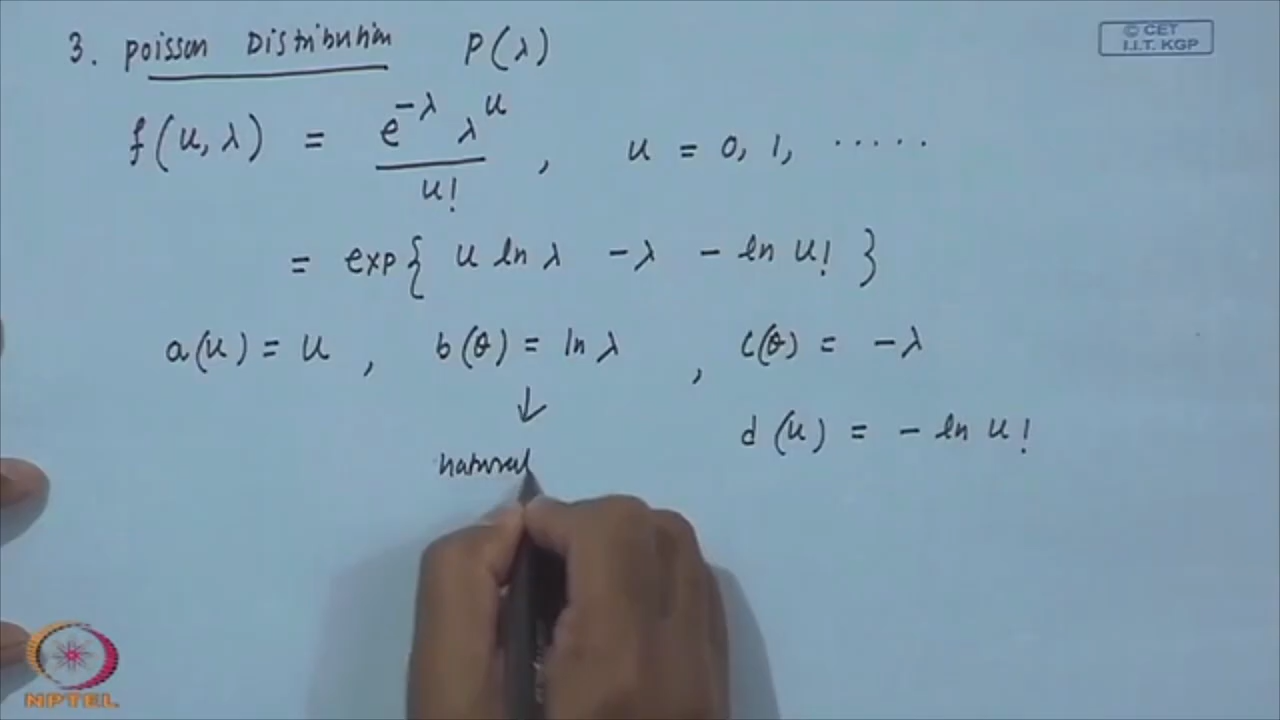 3. Poisson Distribution P(λ)
© CET
I.I.T. KGP
f(u, λ) = e^{-λ} λ^u / u! , u = 0, 1, .....
= exp{ u ln λ - λ - ln u! }
a(u) = u , b(θ) = ln λ , c(θ) = -λ
↓
d(u) = - ln u!
natural
NPTEL